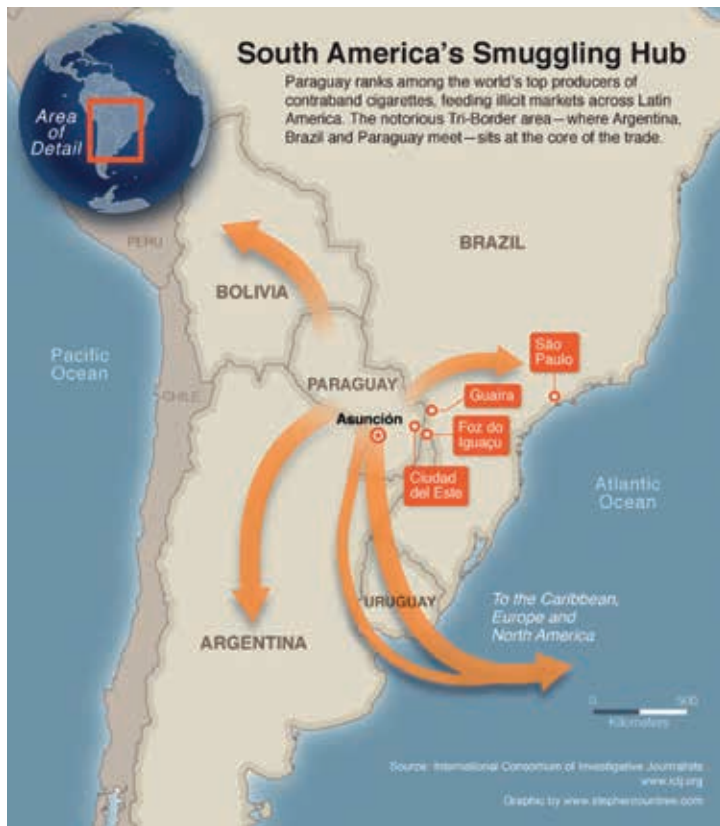 South America's Smuggling Hub
Paraguay ranks among the world's top producers of
contraband cigarettes, feeding illicit markets across Latin
America. The notorious Tri-Border area—where Argentina,
Brazil and Paraguay meet—sits at the core of the trade.
Area
of
Detail
PERU
BRAZIL
BOLIVIA
Pacific
Ocean
São
Paulo
PARAGUAY
CHILE
Guaíra
Asunción
Foz do
Iguaçu
Ciudad
del Este
Atlantic
Ocean
To the Caribbean,
Europe and
North America
URUGUAY
ARGENTINA
0 500
Kilometres
Source: International Consortium of Investigative Journalists
www.icij.org
Graphic by www.stephenrountree.com